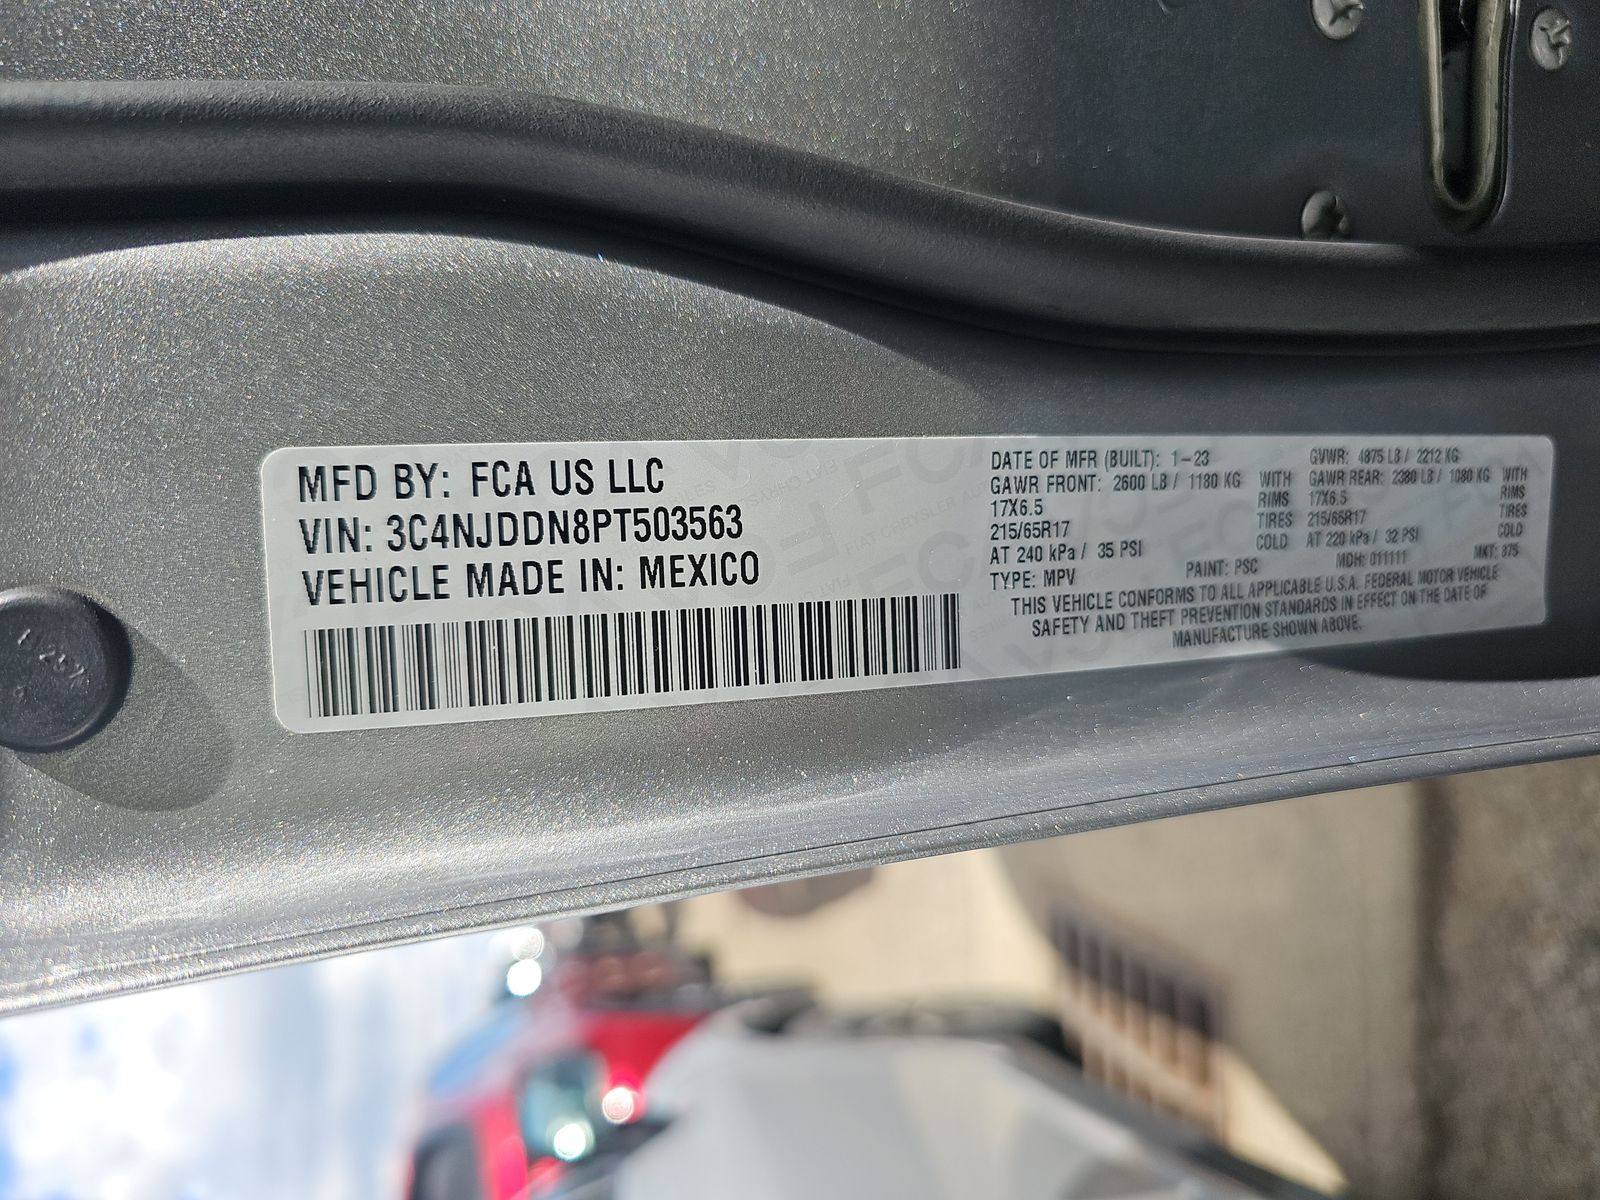 MFD BY: FCA US LLC
VIN: 3C4NJDDN8PT503563
VEHICLE MADE IN: MEXICO
DATE OF MFR (BUILT): 1-23
GVWR: 4875 LB / 2212 KG
GAWR FRONT: 2600 LB / 1180 KG WITH
17X6.5 RIMS
215/65R17 TIRES
AT 240 kPa / 35 PSI COLD
GAWR REAR: 2380 LB / 1080 KG WITH
17X6.5 RIMS
215/65R17 TIRES
AT 220 kPa / 32 PSI COLD
TYPE: MPV PAINT: PSC MDH: 011111 MKT: 875
THIS VEHICLE CONFORMS TO ALL APPLICABLE U.S.A. FEDERAL MOTOR VEHICLE
SAFETY AND THEFT PREVENTION STANDARDS IN EFFECT ON THE DATE OF
MANUFACTURE SHOWN ABOVE.